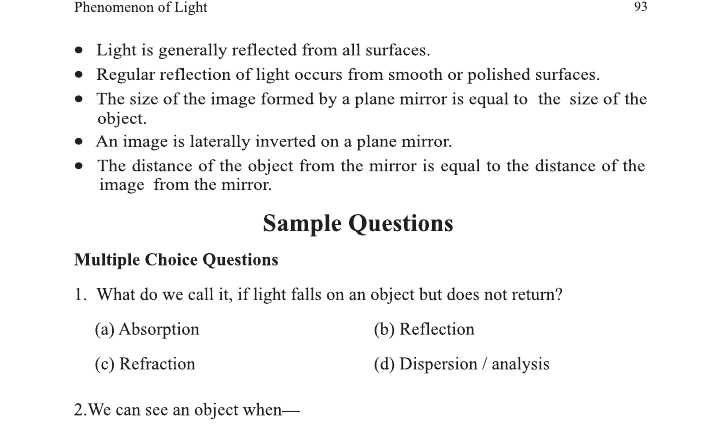 Phenomenon of Light 93
• Light is generally reflected from all surfaces.
• Regular reflection of light occurs from smooth or polished surfaces.
• The size of the image formed by a plane mirror is equal to the size of the
object.
• An image is laterally inverted on a plane mirror.
• The distance of the object from the mirror is equal to the distance of the
image from the mirror.
Sample Questions
Multiple Choice Questions
1. What do we call it, if light falls on an object but does not return?
(a) Absorption (b) Reflection
(c) Refraction (d) Dispersion / analysis
2.We can see an object when—